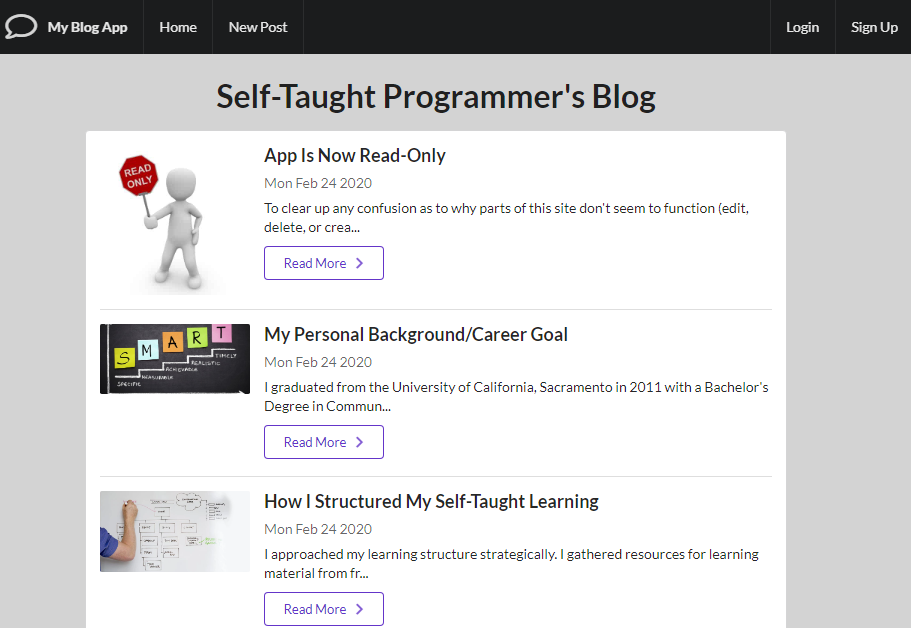 My Blog App
Home
New Post
Login
Sign Up
Self-Taught Programmer's Blog
READ
ONLY
App Is Now Read-Only
Mon Feb 24 2020
To clear up any confusion as to why parts of this site don't seem to function (edit,
delete, or crea...
Read More
S M A R T
SPECIFIC
MEASURABLE
ACHIEVABLE
REALISTIC
TIMELY
My Personal Background/Career Goal
Mon Feb 24 2020
I graduated from the University of California, Sacramento in 2011 with a Bachelor's
Degree in Commun...
Read More
How I Structured My Self-Taught Learning
Mon Feb 24 2020
I approached my learning structure strategically. I gathered resources for learning
material from fr...
Read More